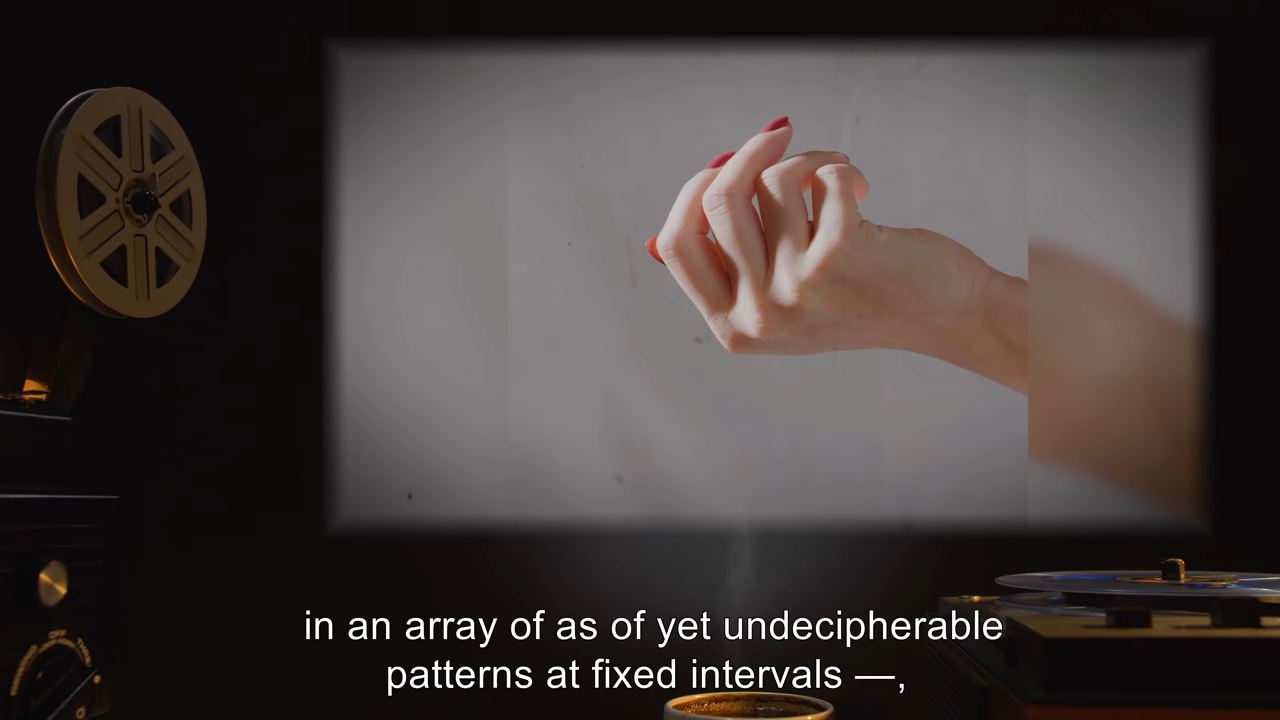 in an array of as of yet undecipherable
patterns at fixed intervals —,